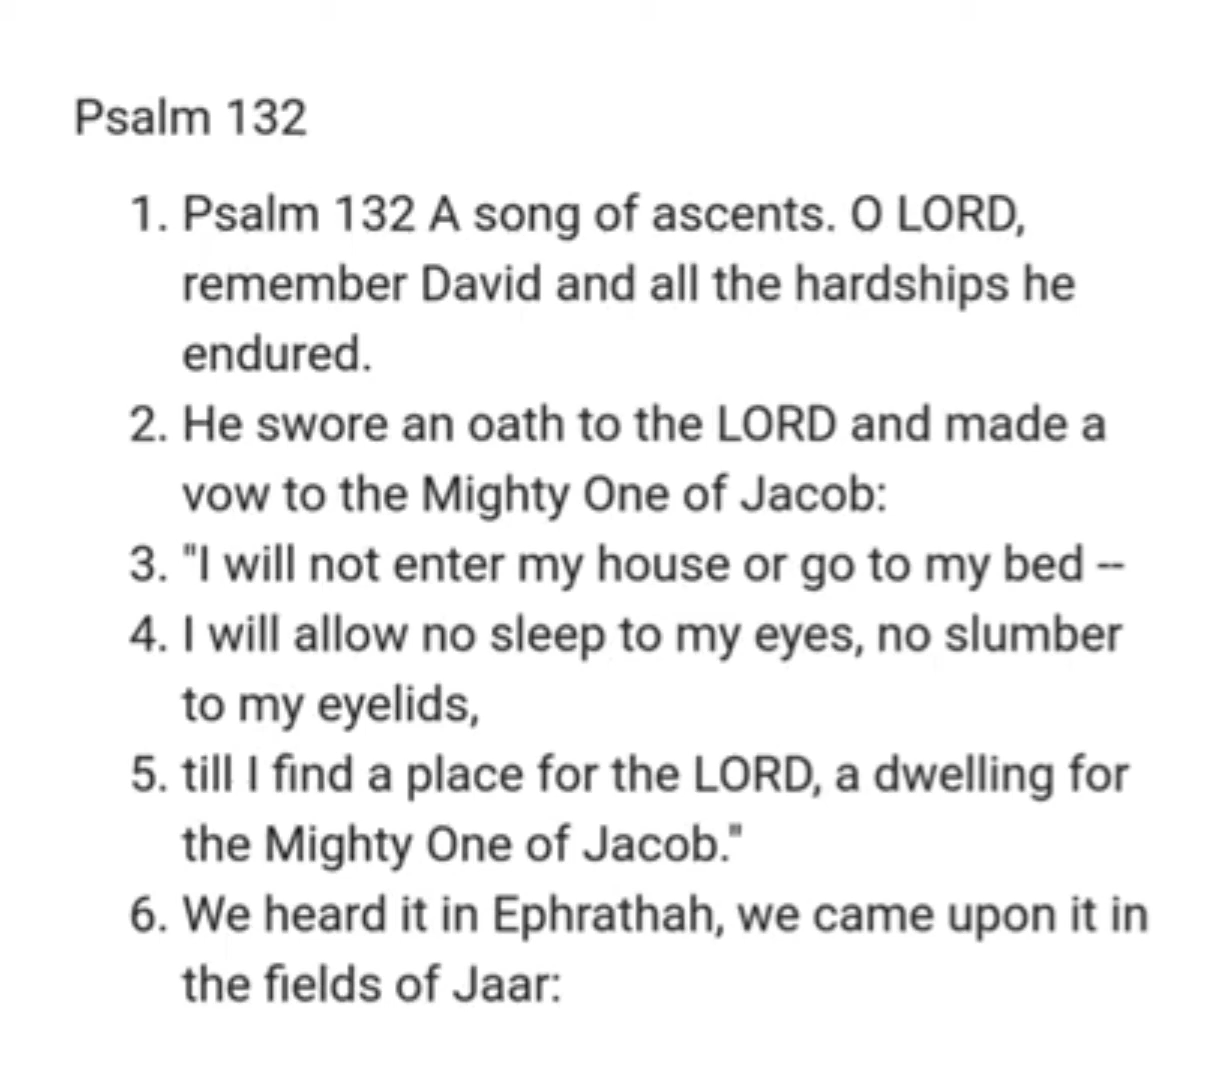 Psalm 132
1. Psalm 132 A song of ascents. O LORD,
remember David and all the hardships he
endured.
2. He swore an oath to the LORD and made a
vow to the Mighty One of Jacob:
3. "I will not enter my house or go to my bed --
4. I will allow no sleep to my eyes, no slumber
to my eyelids,
5. till I find a place for the LORD, a dwelling for
the Mighty One of Jacob."
6. We heard it in Ephrathah, we came upon it in
the fields of Jaar: